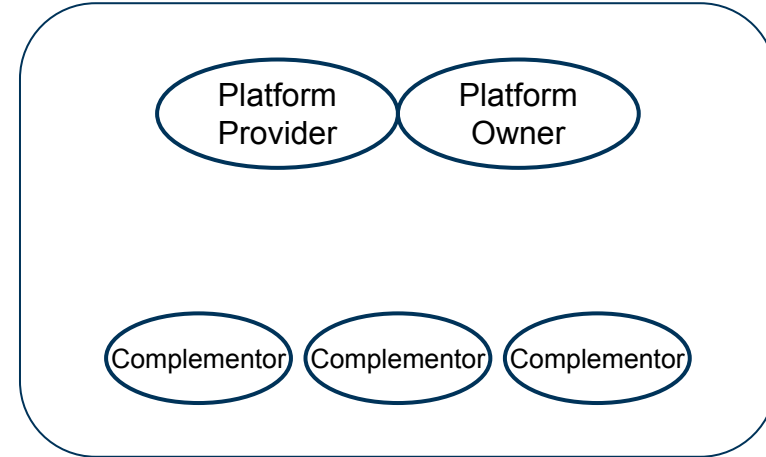 Platform
Provider
Platform
Owner
Complementor
Complementor
Complementor